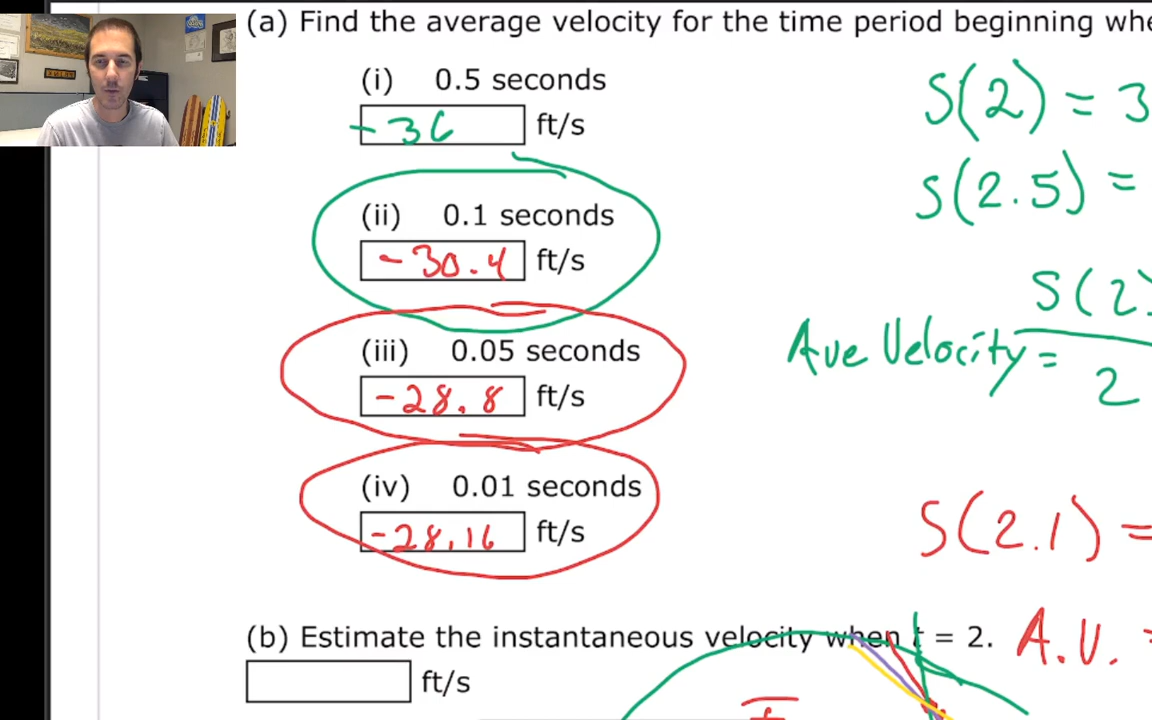 (a) Find the average velocity for the time period beginning whe
(i) 0.5 seconds
-36 ft/s
S(2) = 3
S(2.5) =
(ii) 0.1 seconds
-30.4 ft/s
S(2)
Ave Velocity =
2
(iii) 0.05 seconds
-28.8 ft/s
(iv) 0.01 seconds
-28.16 ft/s
S(2.1) =
(b) Estimate the instantaneous velocity when t = 2.
A.V. =
ft/s